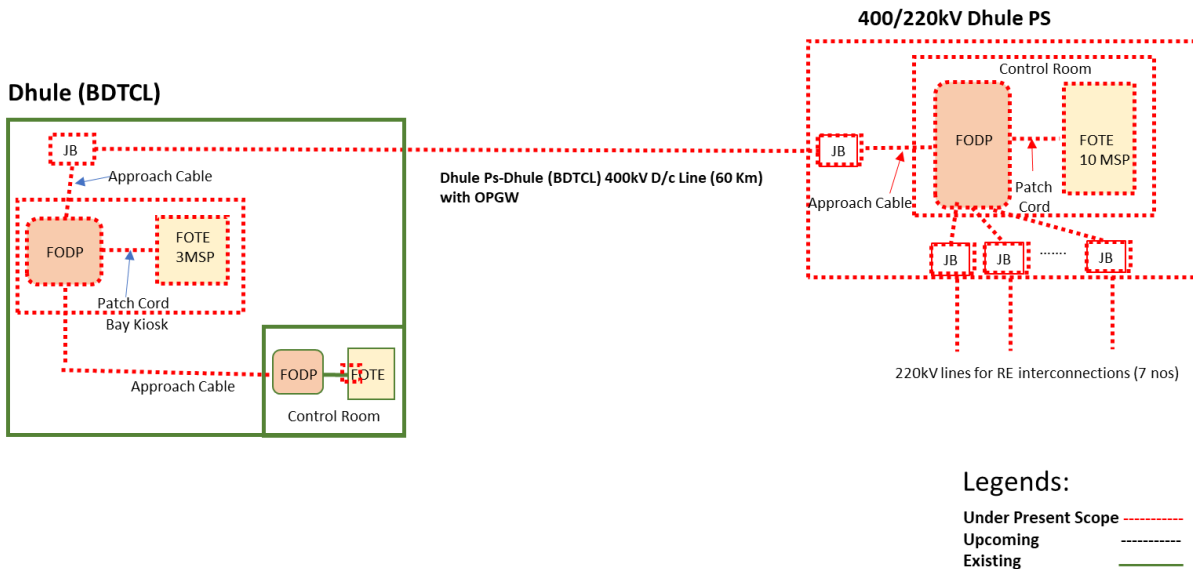 400/220kV Dhule PS
Dhule (BDTCL)
Control Room
JB
JB
FODP
FOTE
10 MSP
Approach Cable
Dhule Ps-Dhule (BDTCL) 400kV D/c Line (60 Km)
with OPGW
Approach Cable
Patch
Cord
FODP
FOTE
3MSP
JB
JB
.......
JB
Patch Cord
Bay Kiosk
FODP
FOTE
Approach Cable
220kV lines for RE interconnections (7 nos)
Control Room
Legends:
Under Present Scope -----------
Upcoming -----------
Existing